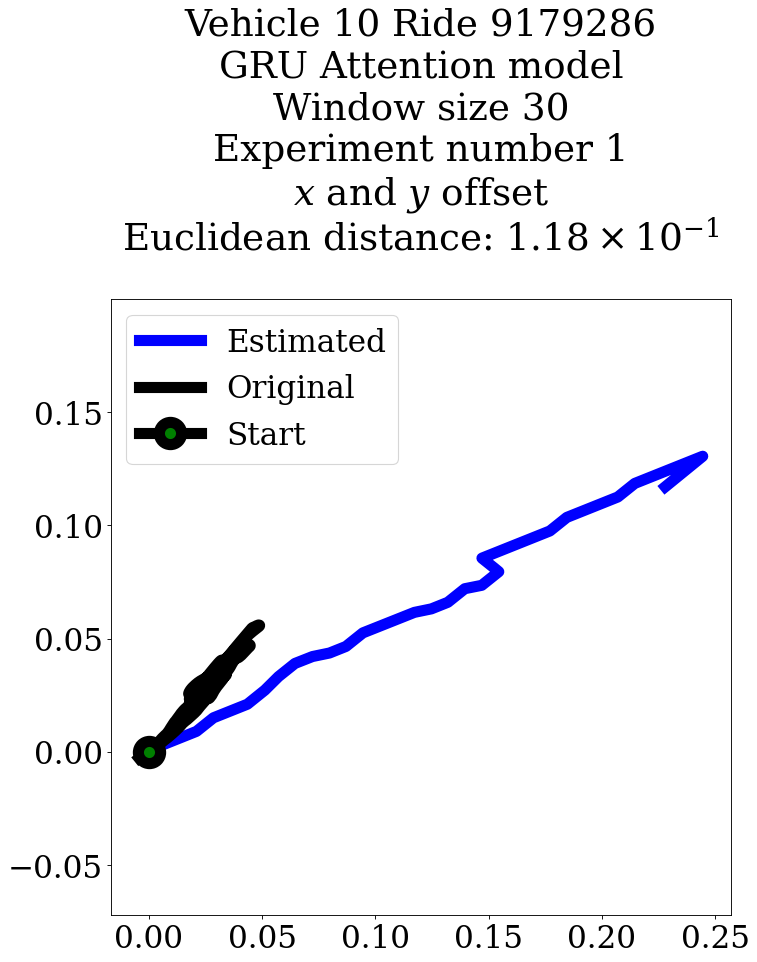 Vehicle 10 Ride 9179286
GRU Attention model
Window size 30
Experiment number 1
x and y offset
Euclidean distance: 1.18 × 10⁻¹
Estimated
Original
Start
0.15
0.10
0.05
0.00
−0.05
0.00 0.05 0.10 0.15 0.20 0.25